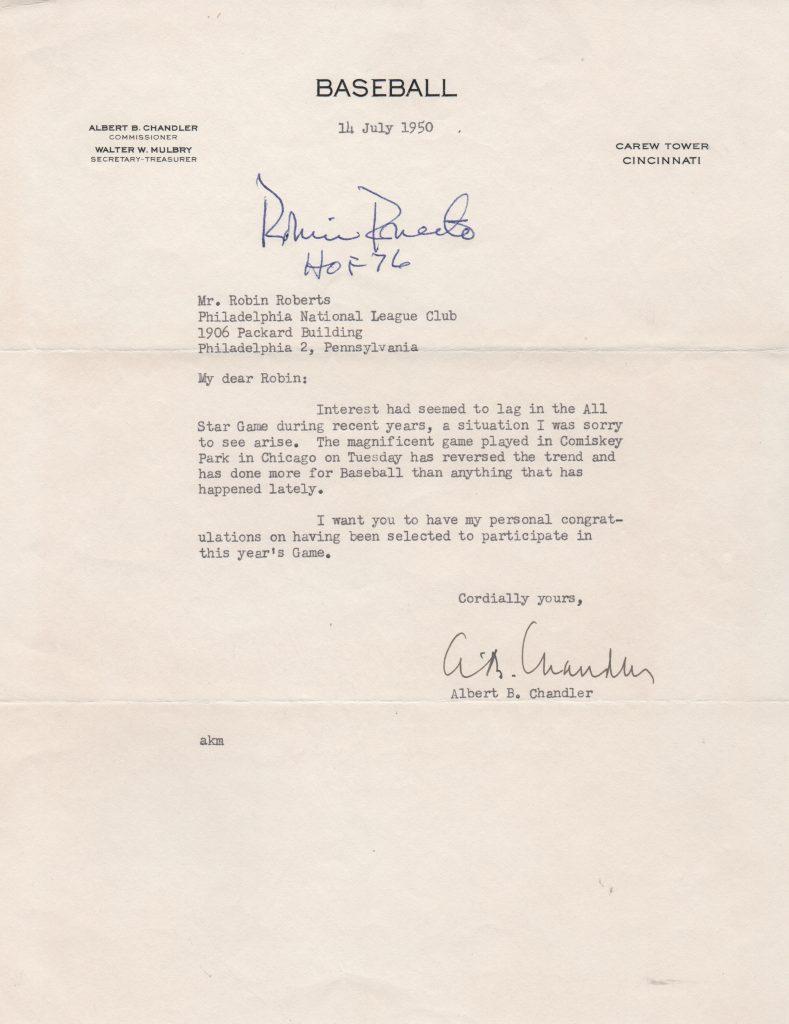 BASEBALL
ALBERT B. CHANDLER
COMMISSIONER
WALTER W. MULBRY
SECRETARY-TREASURER
14 July 1950
CAREW TOWER
CINCINNATI
Robin Roberts
HOF 76
Mr. Robin Roberts
Philadelphia National League Club
1906 Packard Building
Philadelphia 2, Pennsylvania
My dear Robin:
Interest had seemed to lag in the All
Star Game during recent years, a situation I was sorry
to see arise. The magnificent game played in Comiskey
Park in Chicago on Tuesday has reversed the trend and
has done more for Baseball than anything that has
happened lately.
I want you to have my personal congrat-
ulations on having been selected to participate in
this year's Game.
Cordially yours,
A.B. Chandler
Albert B. Chandler
akm